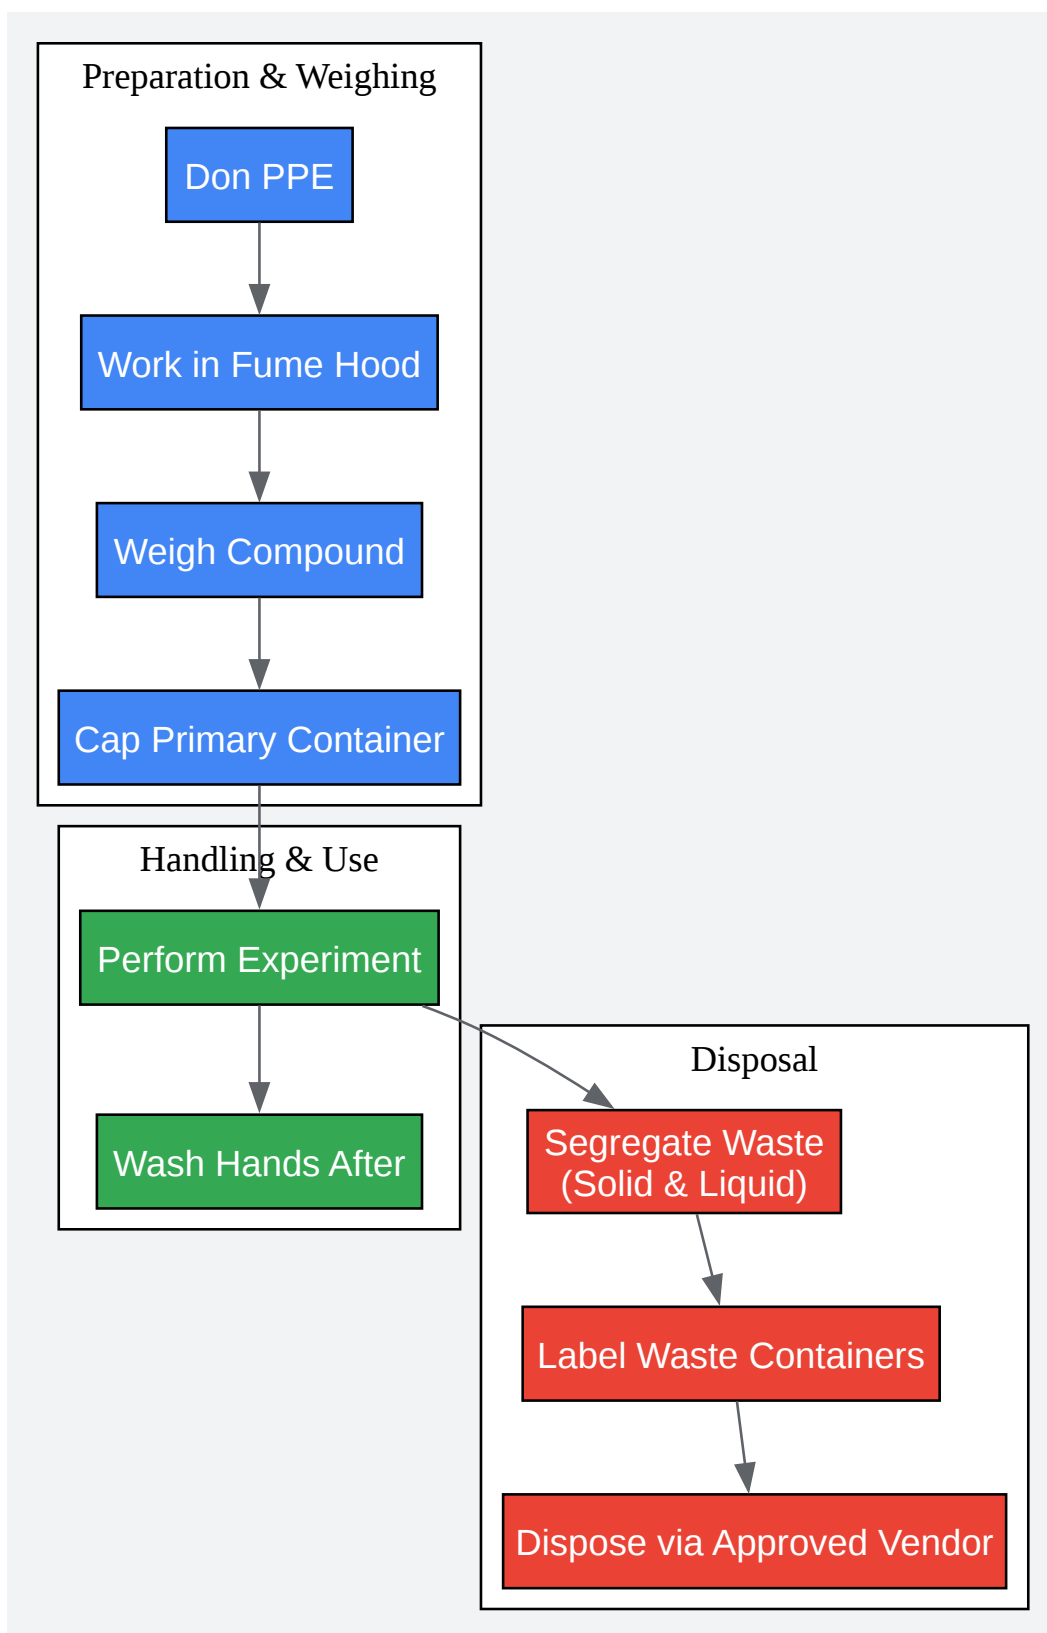 Preparation & Weighing
Don PPE
Work in Fume Hood
Weigh Compound
Cap Primary Container
Handling & Use
Perform Experiment
Wash Hands After
Disposal
Segregate Waste
(Solid & Liquid)
Label Waste Containers
Dispose via Approved Vendor